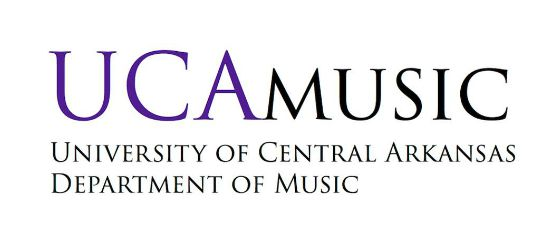 UCAMUSIC
UNIVERSITY OF CENTRAL ARKANSAS
DEPARTMENT OF MUSIC